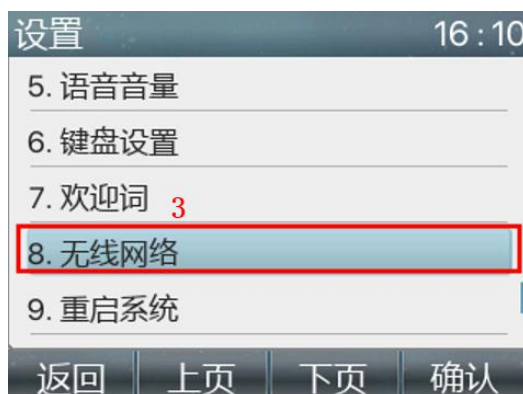 设置 16:10
5. 语音音量
6. 键盘设置
7. 欢迎词 3
8. 无线网络
9. 重启系统
返回 上页 下页 确认